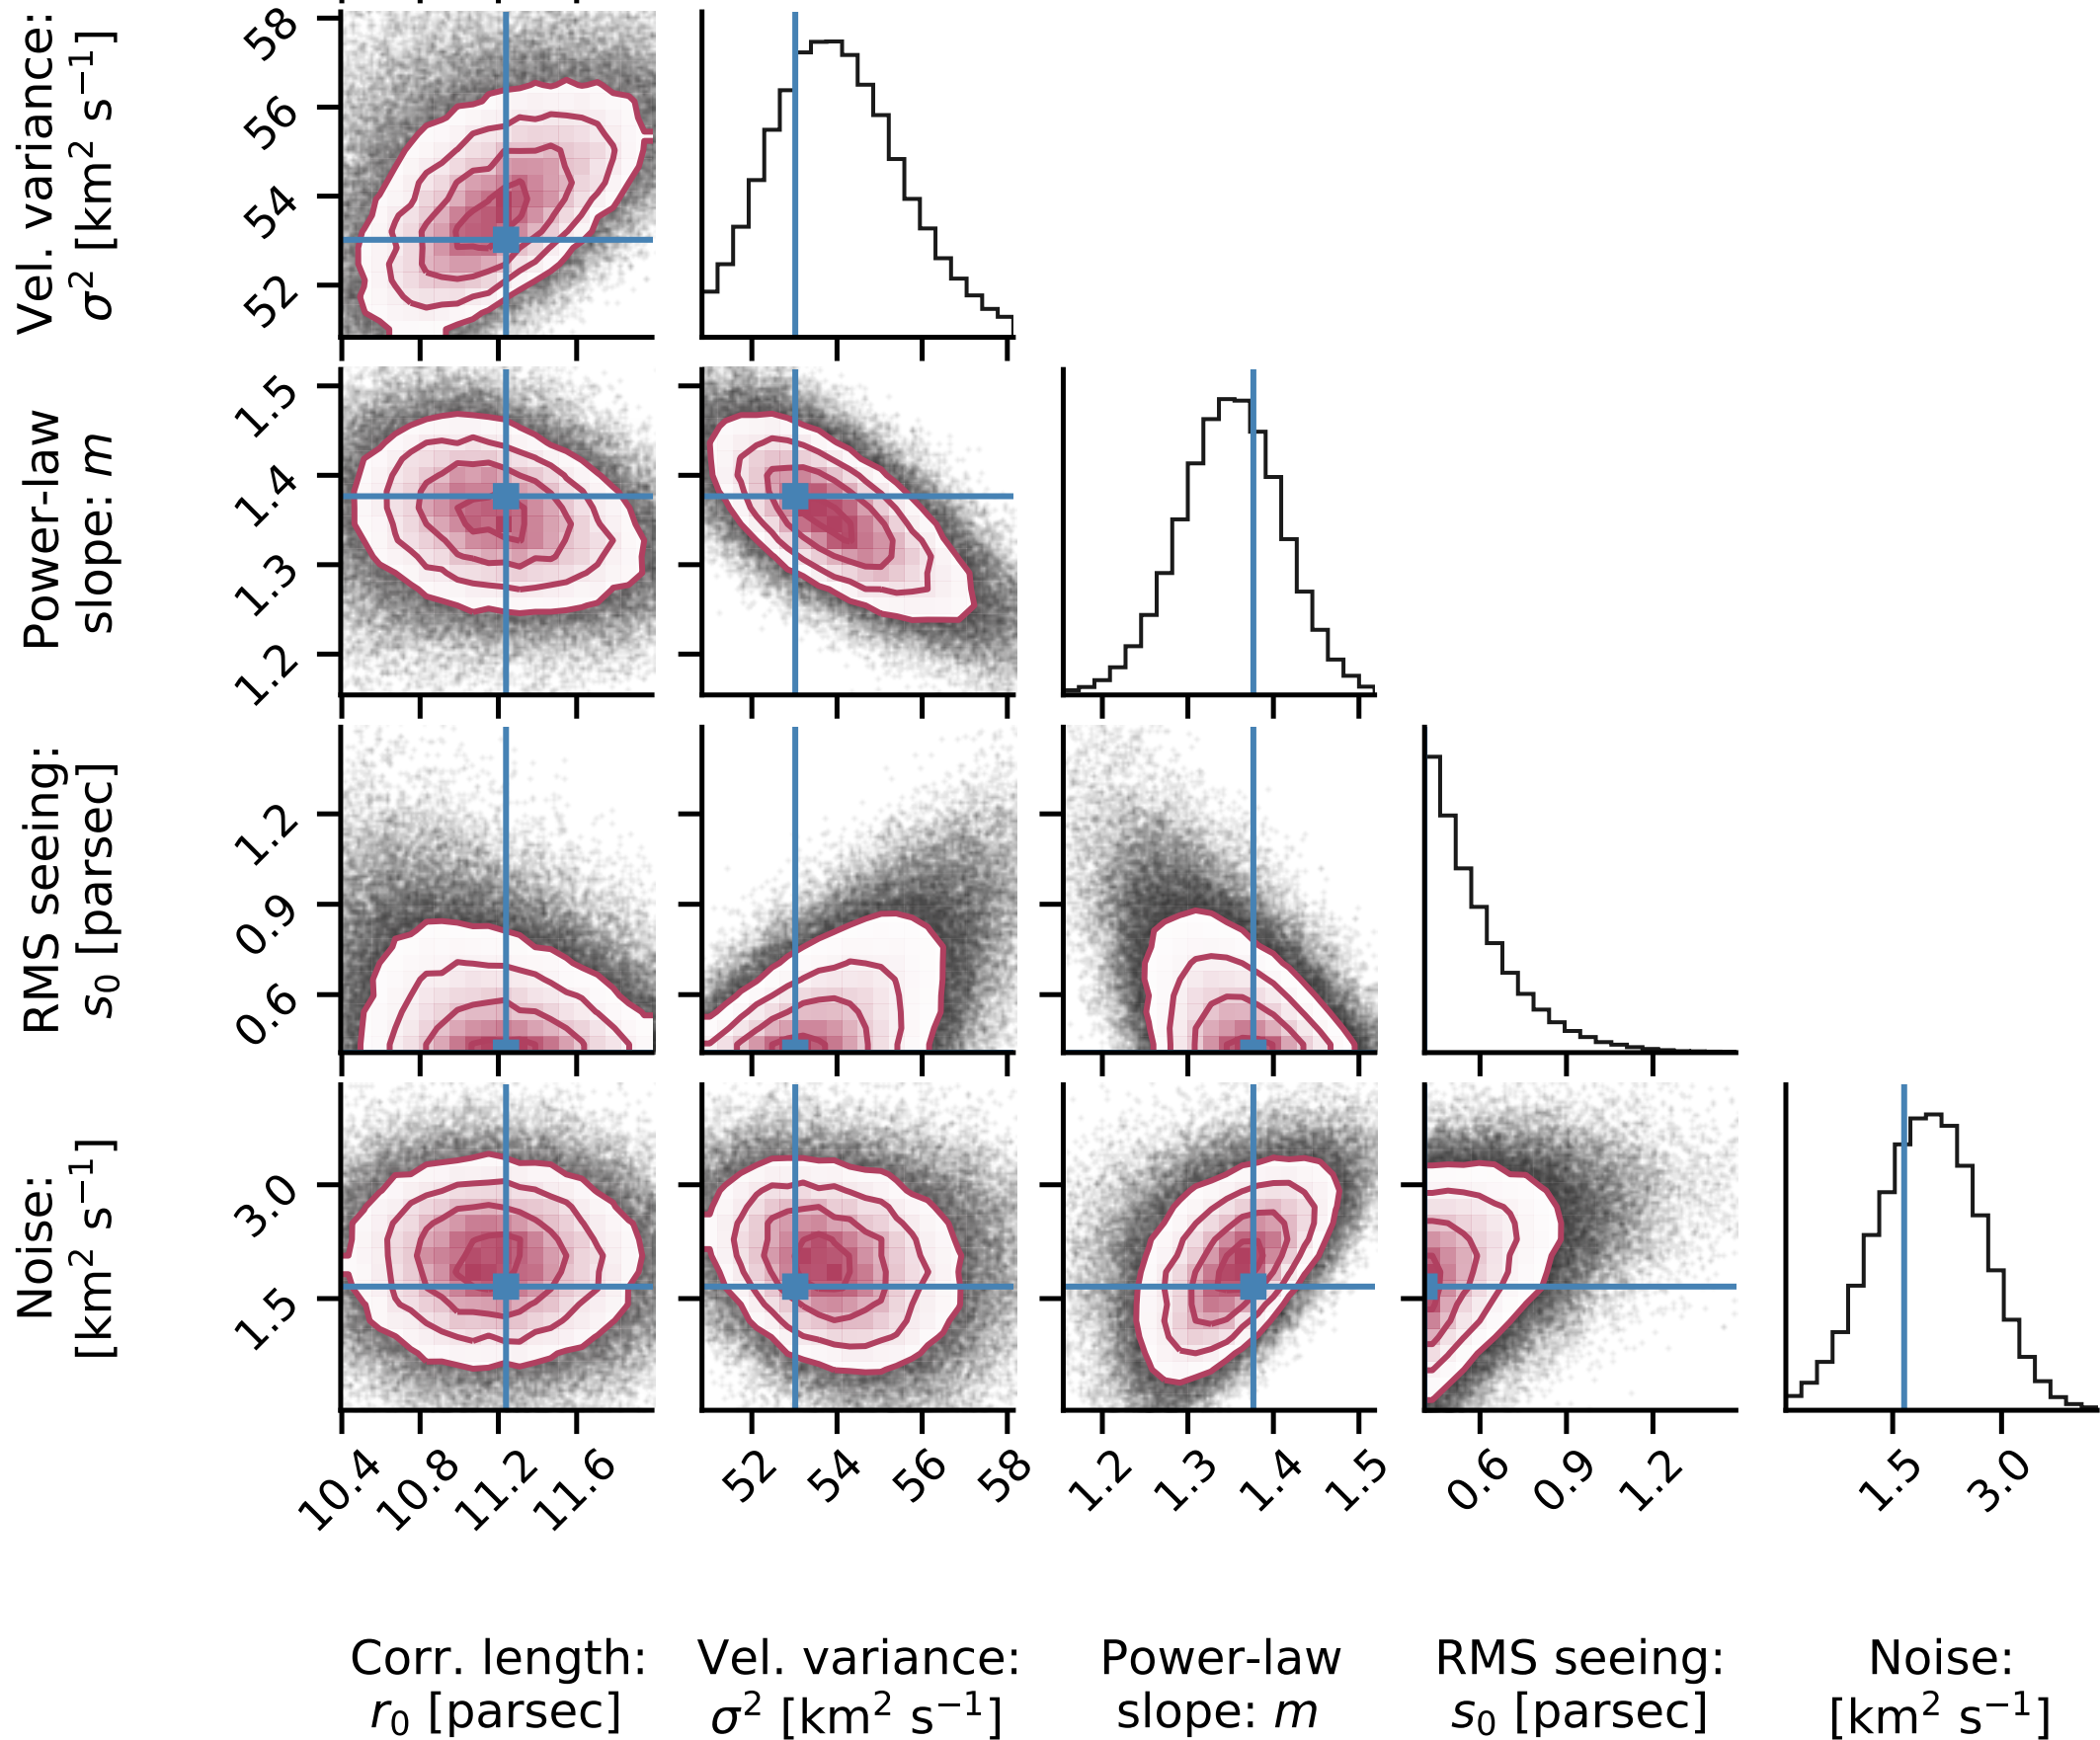 Vel. variance:
σ² [km² s⁻¹]
58
56
54
52
Power-law
slope: m
1.5
1.4
1.3
1.2
RMS seeing:
s₀ [parsec]
1.2
0.9
0.6
Noise:
[km² s⁻¹]
3.0
1.5
10.4 10.8 11.2 11.6 52 54 56 58 1.2 1.3 1.4 1.5 0.6 0.9 1.2 1.5 3.0
Corr. length: Vel. variance: Power-law RMS seeing: Noise:
r₀ [parsec] σ² [km² s⁻¹] slope: m s₀ [parsec] [km² s⁻¹]